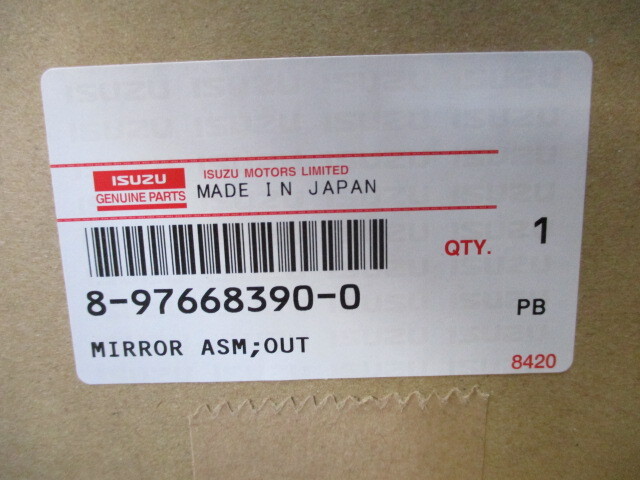 ISUZU
GENUINE PARTS
ISUZU MOTORS LIMITED
MADE IN JAPAN
QTY. 1
8-97668390-0
PB
MIRROR ASM;OUT
8420